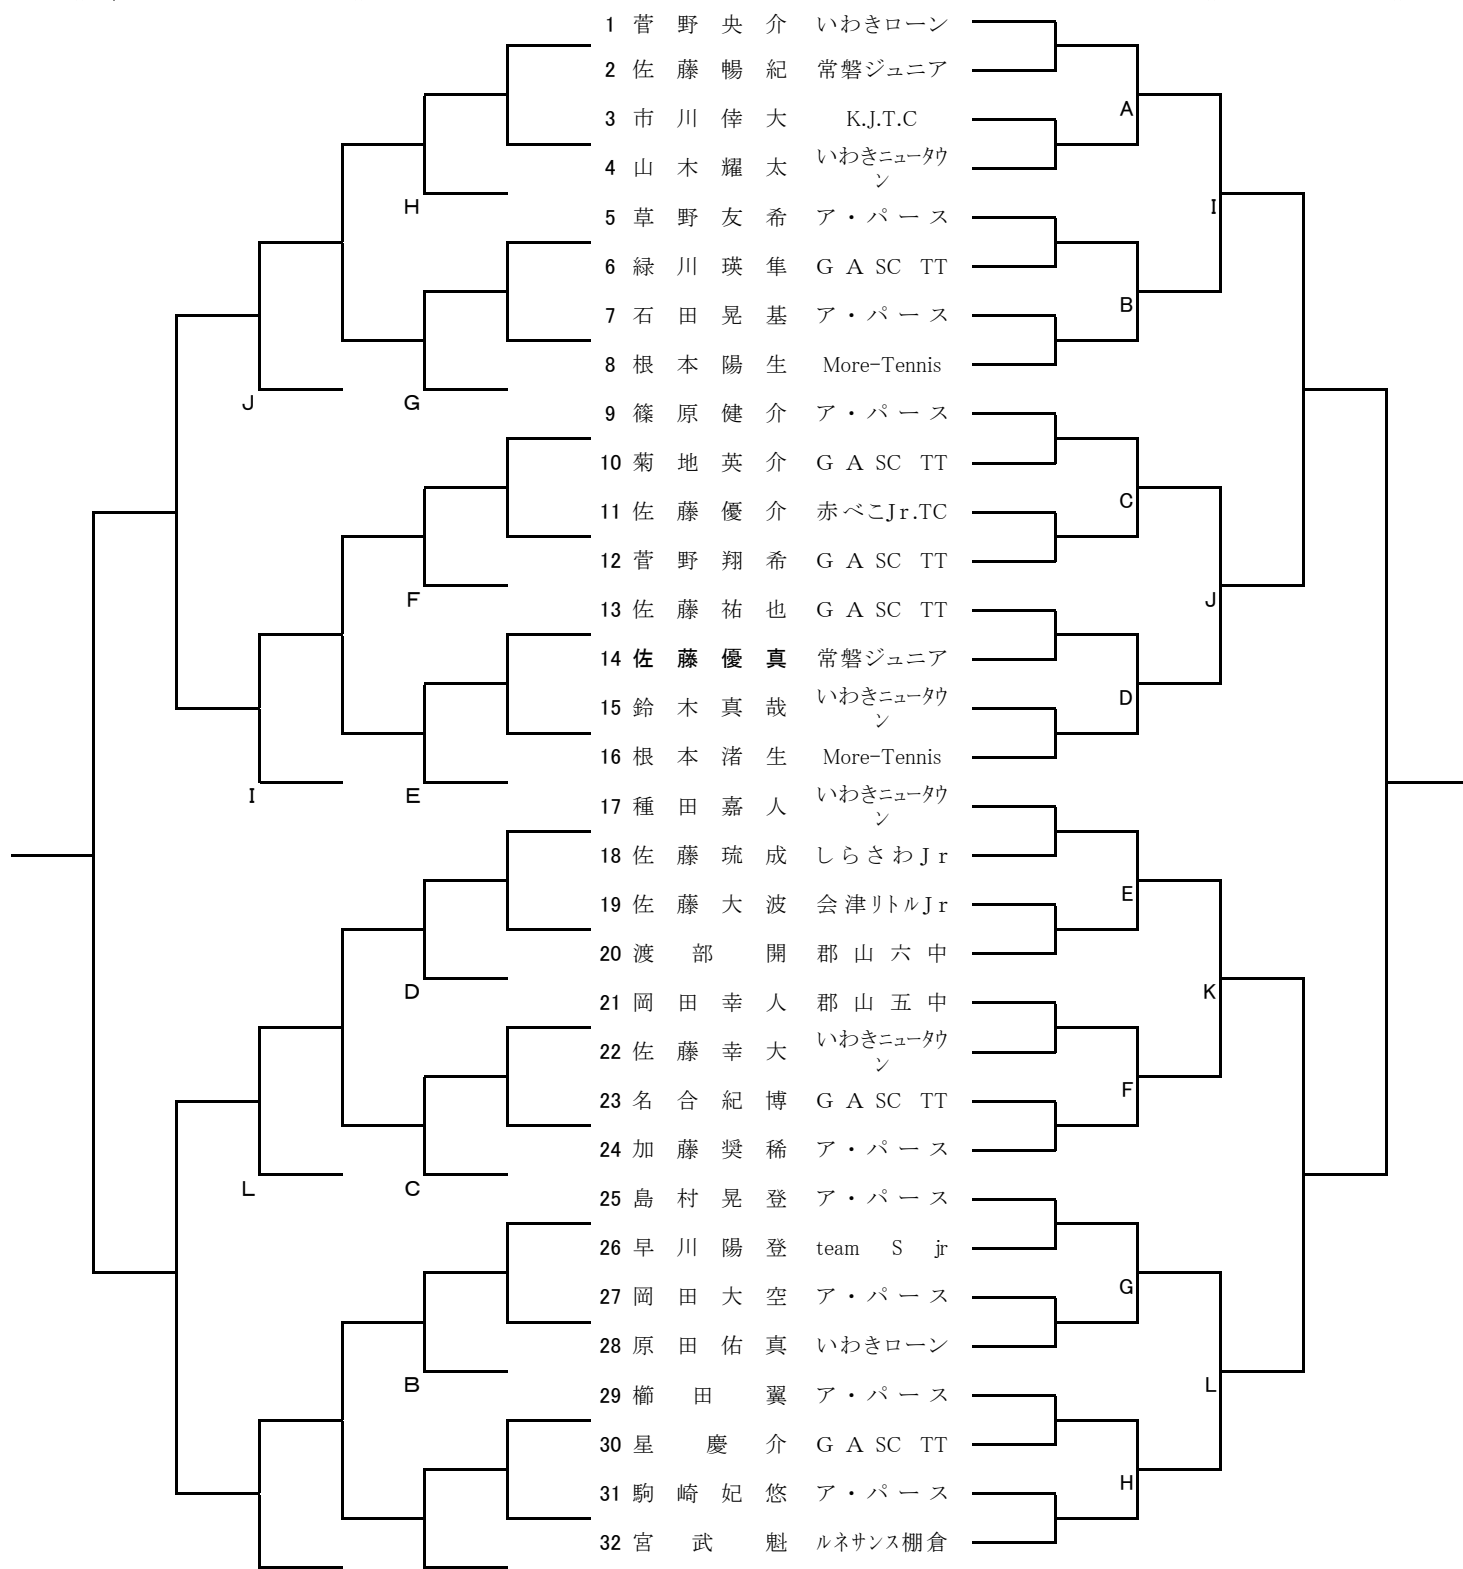 1 菅野央介 いわきローン
2 佐藤暢紀 常磐ジュニア
A
3 市川倖大 K.J.T.C
4 山木耀太 いわきニュータウン
H
I
5 草野友希 ア・パース
6 緑川瑛隼 GASC TT
B
7 石田晃基 ア・パース
8 根本陽生 More-Tennis
J
G
9 篠原健介 ア・パース
10 菊地英介 GASC TT
C
11 佐藤優介 赤べこJr.TC
12 菅野翔希 GASC TT
F
J
13 佐藤祐也 GASC TT
14 佐藤優真 常磐ジュニア
D
15 鈴木真哉 いわきニュータウン
16 根本渚生 More-Tennis
I
E
17 種田嘉人 いわきニュータウン
18 佐藤琉成 しらさわJr
E
19 佐藤大波 会津リトルJr
20 渡部開 郡山六中
D
K
21 岡田幸人 郡山五中
22 佐藤幸大 いわきニュータウン
F
23 名合紀博 GASC TT
24 加藤奨稀 ア・パース
L
C
25 島村晃登 ア・パース
26 早川陽登 team S jr
G
27 岡田大空 ア・パース
28 原田佑真 いわきローン
B
L
29 櫛田翼 ア・パース
30 星慶介 GASC TT
H
31 駒崎妃悠 ア・パース
32 宮武魁 ルネサンス棚倉